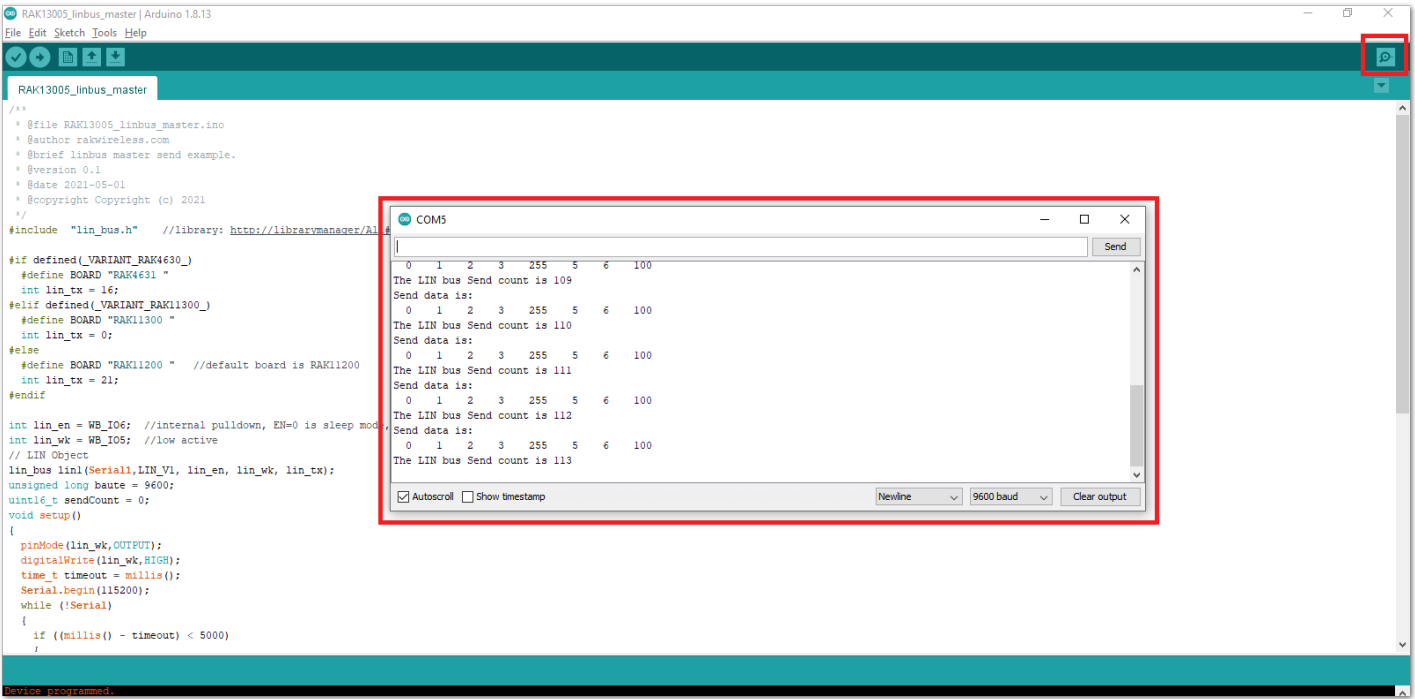 RAK13005_linbus_master | Arduino 1.8.13
File Edit Sketch Tools Help
RAK13005_linbus_master
/**
 * @file RAK13005_linbus_master.ino
 * @author rakwireless.com
 * @brief linbus master send example.
 * @version 0.1
 * @date 2021-05-01
 * @copyright Copyright (c) 2021
 */
#include "lin_bus.h" //library: http://librarymanager/Al
#if defined(_VARIANT_RAK4630_)
#define BOARD "RAK4631 "
int lin_tx = 16;
#elif defined(_VARIANT_RAK11300_)
#define BOARD "RAK11300 "
int lin_tx = 0;
#else
#define BOARD "RAK11200 " //default board is RAK11200
int lin_tx = 21;
#endif
int lin_en = WB_IO6; //internal pulldown, EN=0 is sleep mode,
int lin_wk = WB_IO5; //low active
// LIN Object
lin_bus lin1(Serial1,LIN_V1, lin_en, lin_wk, lin_tx);
unsigned long baute = 9600;
uint16_t sendCount = 0;
void setup()
{
pinMode(lin_wk,OUTPUT);
digitalWrite(lin_wk,HIGH);
time_t timeout = millis();
Serial.begin(115200);
while (!Serial)
{
if ((millis() - timeout) < 5000)
{
Device programmed.
COM5
Send
0 1 2 3 255 5 6 100
The LIN bus Send count is 109
Send data is:
0 1 2 3 255 5 6 100
The LIN bus Send count is 110
Send data is:
0 1 2 3 255 5 6 100
The LIN bus Send count is 111
Send data is:
0 1 2 3 255 5 6 100
The LIN bus Send count is 112
Send data is:
0 1 2 3 255 5 6 100
The LIN bus Send count is 113
Autoscroll Show timestamp Newline 9600 baud Clear output